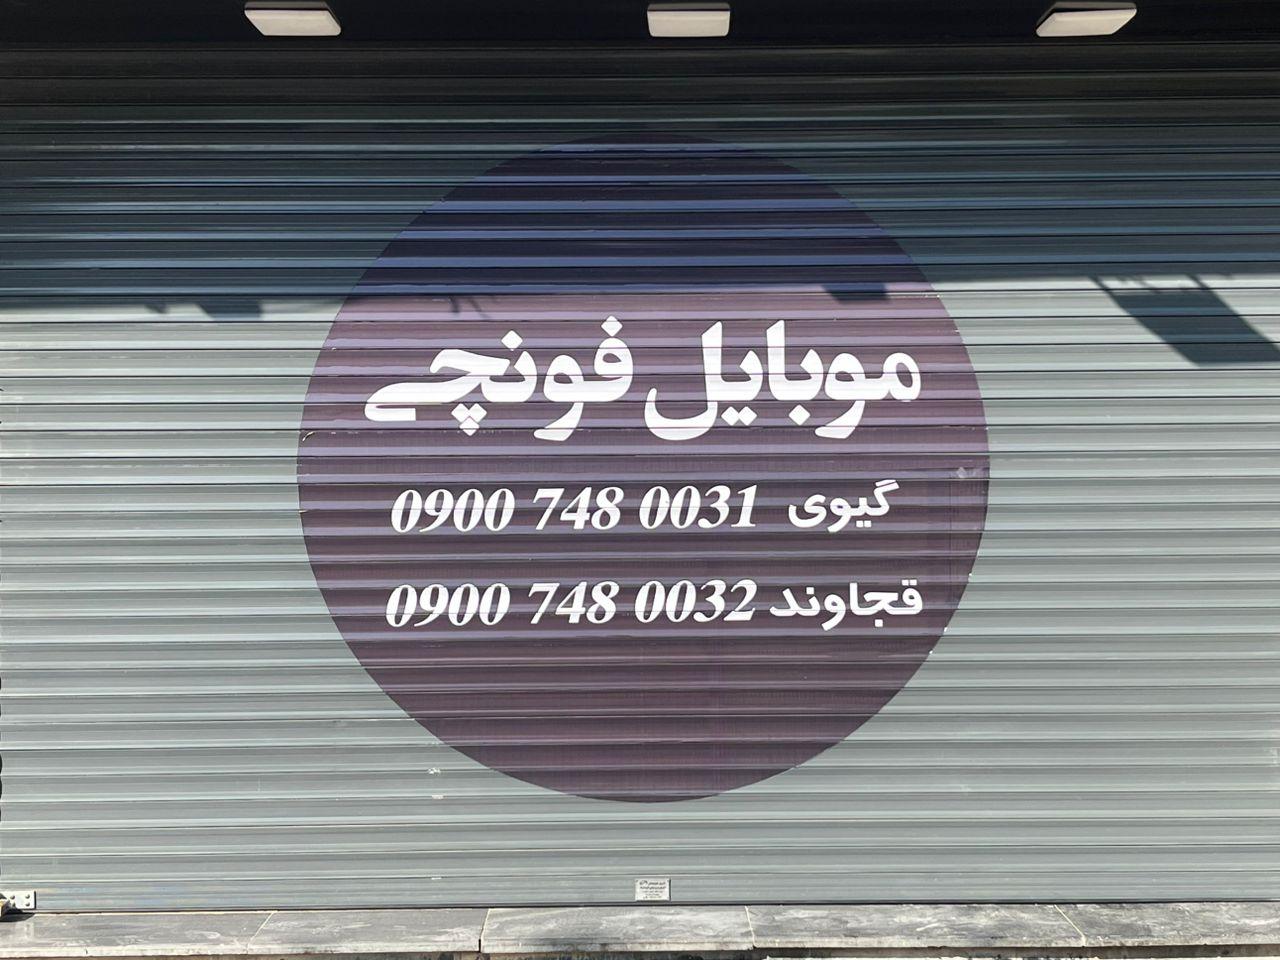 موبایل فونچی
گیوی 0900 748 0031
قجاوند 0900 748 0032